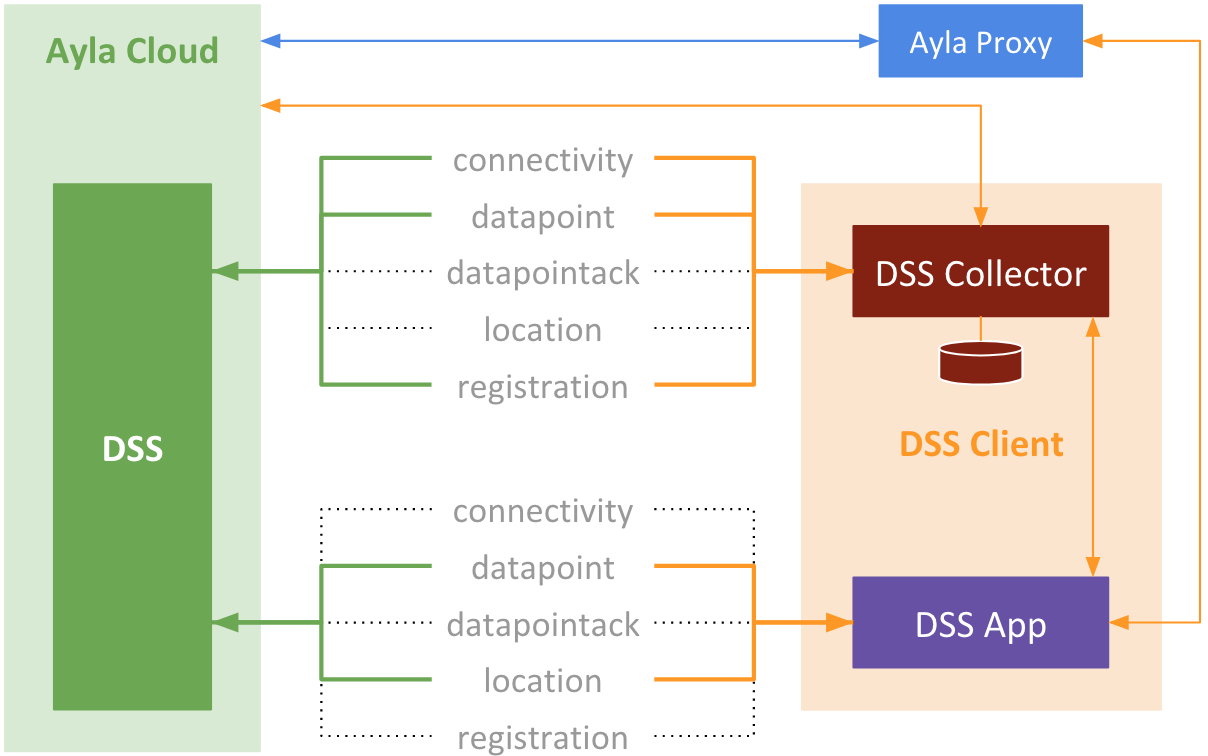 Ayla Cloud
Ayla Proxy
connectivity
datapoint
datapointack
location
registration
DSS Collector
DSS
DSS Client
connectivity
datapoint
datapointack
location
registration
DSS App